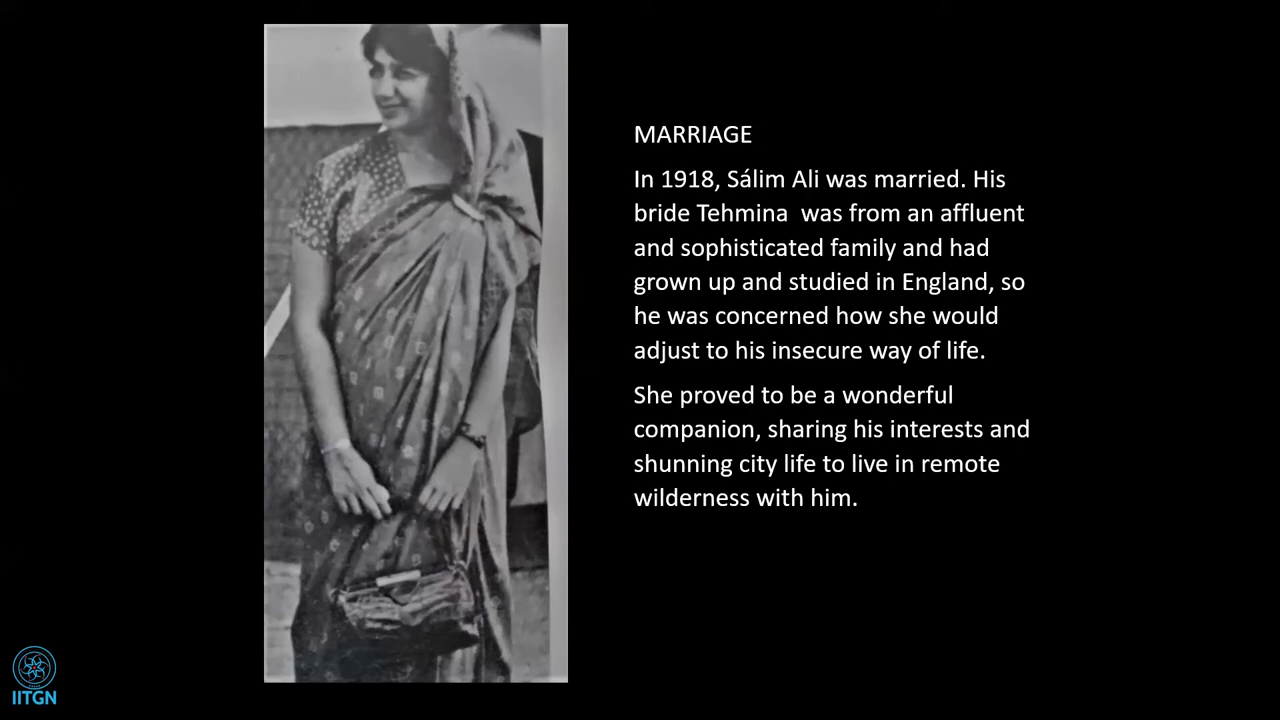 MARRIAGE
In 1918, Sálim Ali was married. His
bride Tehmina  was from an affluent
and sophisticated family and had
grown up and studied in England, so
he was concerned how she would
adjust to his insecure way of life.
She proved to be a wonderful
companion, sharing his interests and
shunning city life to live in remote
wilderness with him.
IITGN